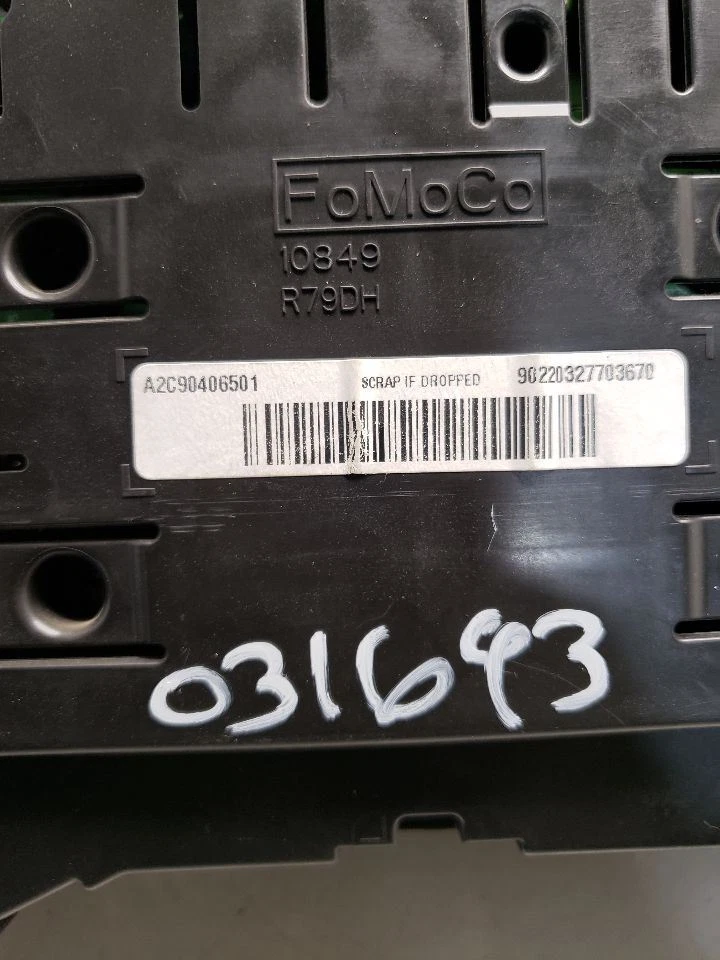 FoMoCo
10849
R79DH
A2C90406501 SCRAP IF DROPPED 90220327703670
031693